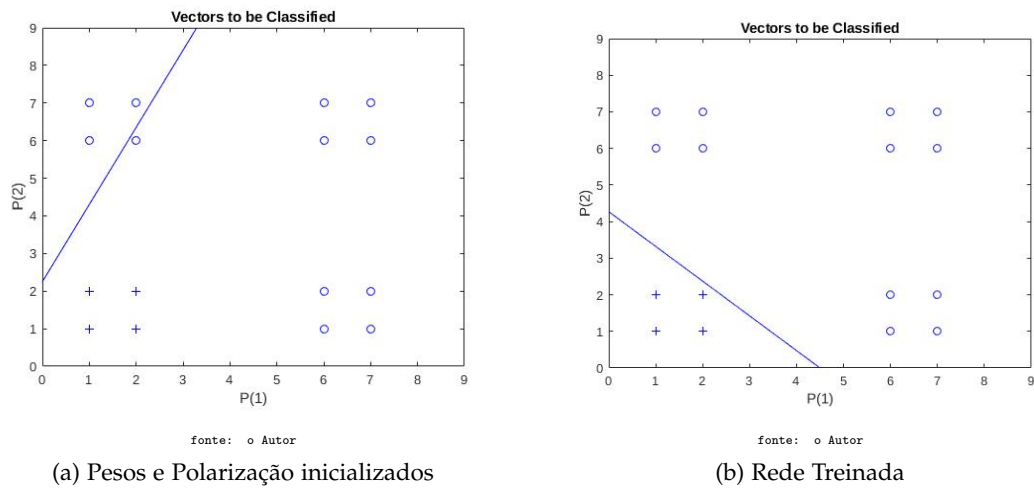 Vectors to be Classified
9
8
7
6
5
4
3
2
1
0
P(2)
0 1 2 3 4 5 6 7 8 9
P(1)
fonte: o Autor
(a) Pesos e Polarização inicializados
Vectors to be Classified
9
8
7
6
5
4
3
2
1
0
P(2)
0 1 2 3 4 5 6 7 8 9
P(1)
fonte: o Autor
(b) Rede Treinada